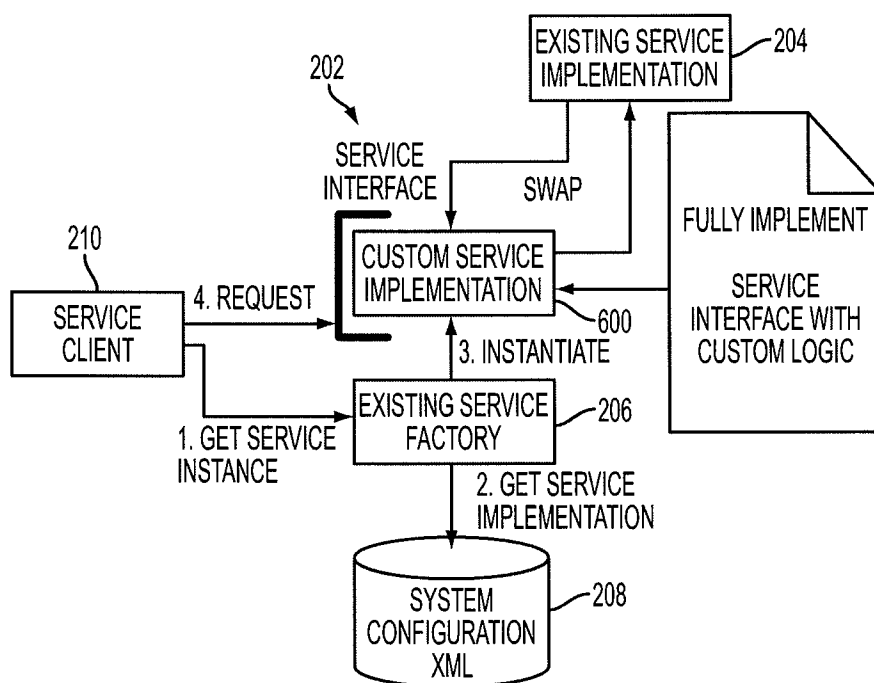 EXISTING SERVICE
IMPLEMENTATION
204
202
SERVICE
INTERFACE
SWAP
FULLY IMPLEMENT
SERVICE
INTERFACE WITH
CUSTOM LOGIC
210
SERVICE
CLIENT
4. REQUEST
CUSTOM SERVICE
IMPLEMENTATION
600
3. INSTANTIATE
1. GET SERVICE
INSTANCE
EXISTING SERVICE
FACTORY
206
2. GET SERVICE
IMPLEMENTATION
SYSTEM
CONFIGURATION
XML
208